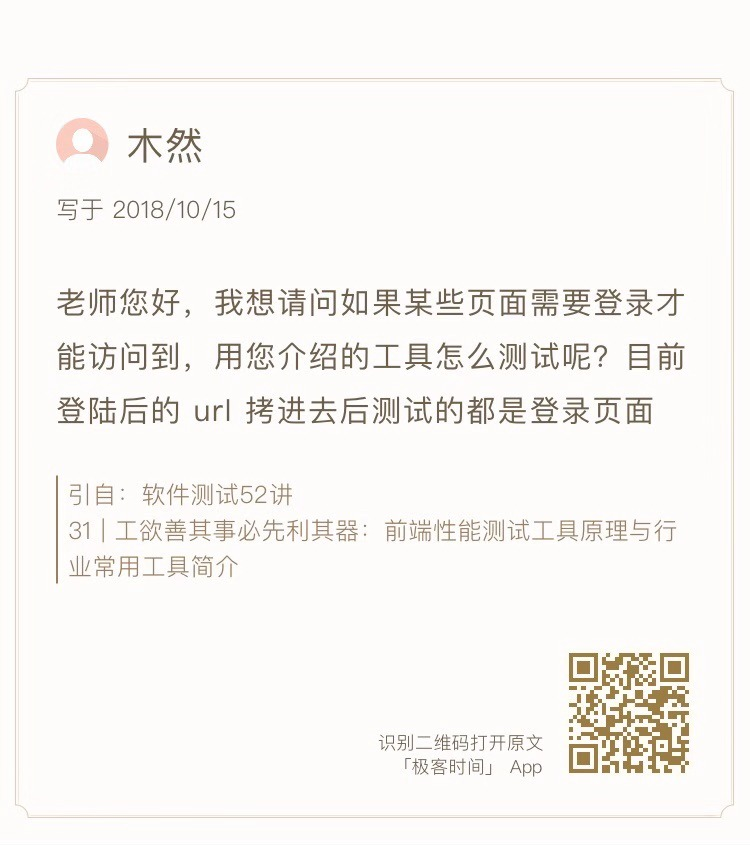 木然
写于 2018/10/15
老师您好，我想请问如果某些页面需要登录才
能访问到，用您介绍的工具怎么测试呢？目前
登陆后的 url 拷进去后测试的都是登录页面
引自：软件测试52讲
31 | 工欲善其事必先利其器：前端性能测试工具原理与行
业常用工具简介
识别二维码打开原文
「极客时间」 App